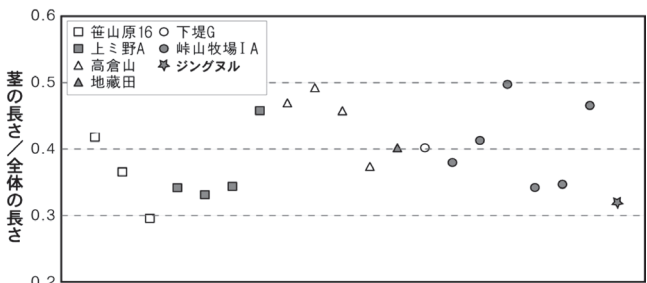 0.6
□ 笹山原16 ○ 下堤G
■ 上ミ野A ● 峠山牧場ⅠA
△ 高倉山 ☆ ジングヌル
▲ 地蔵田
0.5
0.4
0.3
0.2
茎の長さ／全体の長さ